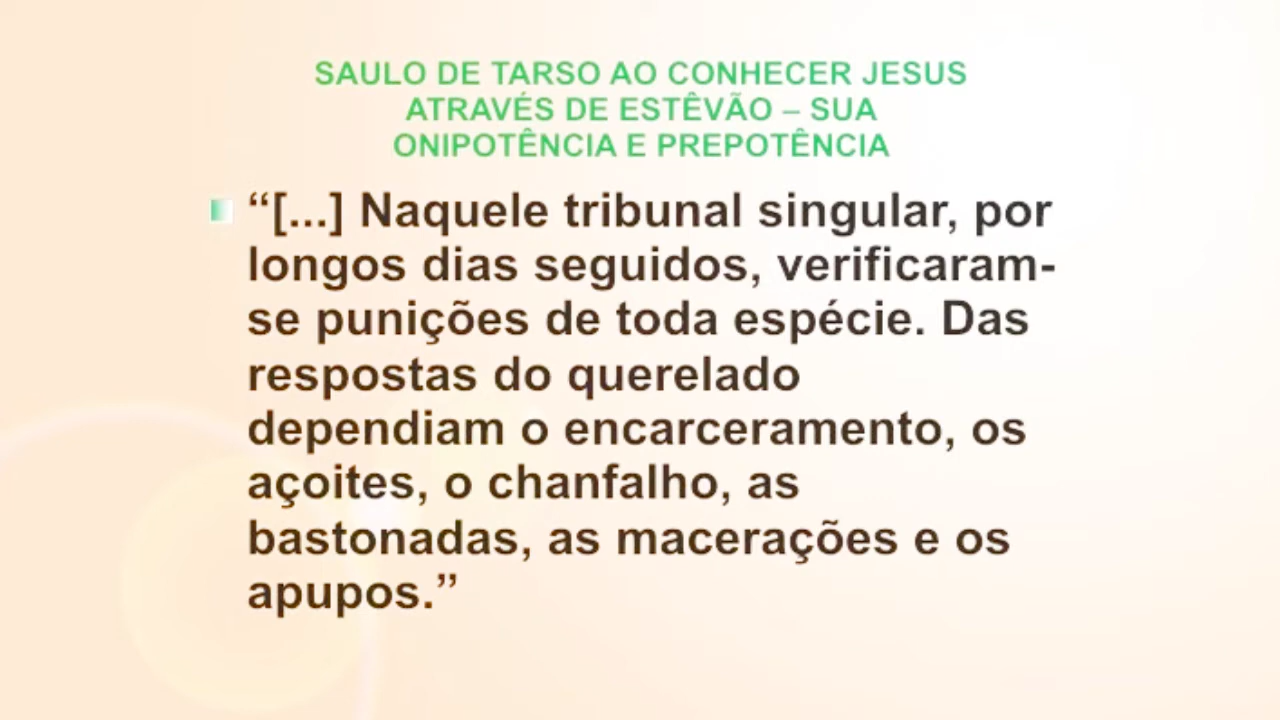 SAULO DE TARSO AO CONHECER JESUS
ATRAVÉS DE ESTÊVÃO – SUA
ONIPOTÊNCIA E PREPOTÊNCIA
“[...] Naquele tribunal singular, por
longos dias seguidos, verificaram-
se punições de toda espécie. Das
respostas do querelado
dependiam o encarceramento, os
açoites, o chanfalho, as
bastonadas, as macerações e os
apupos.”